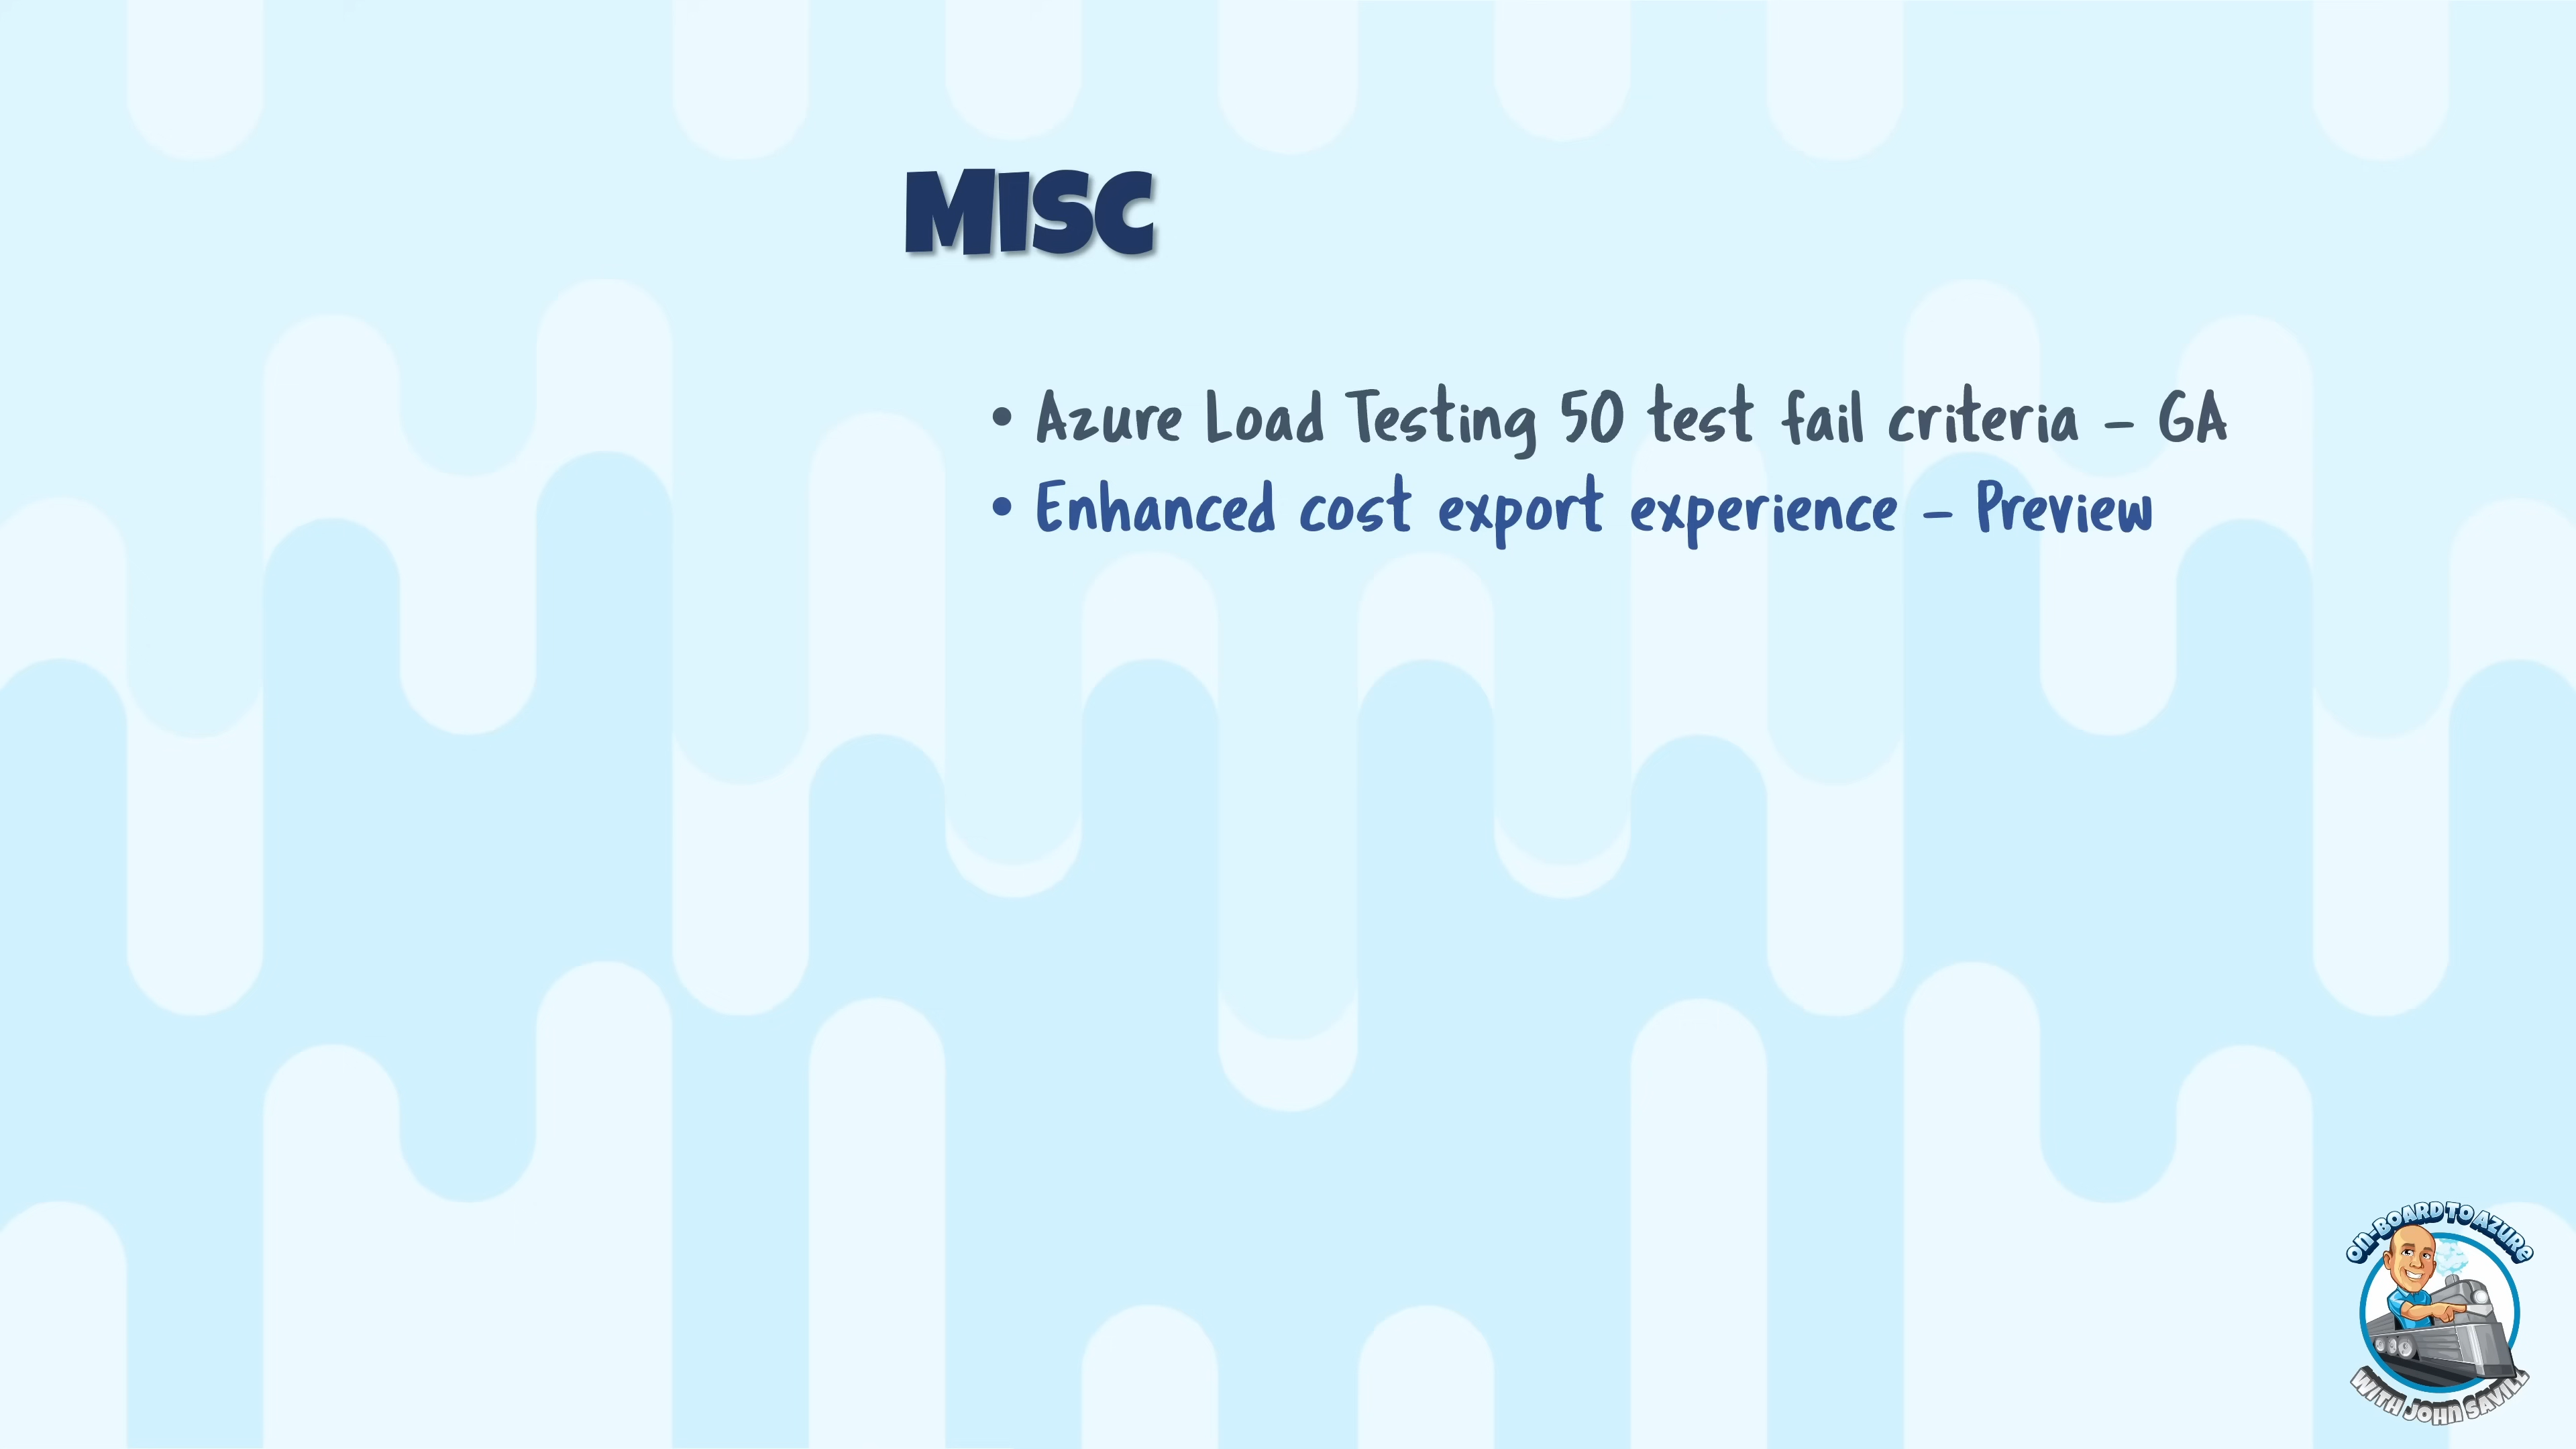 MISC
• Azure Load Testing 50 test fail criteria – GA
• Enhanced cost export experience – Preview
ON-BOARD TO AZURE
WITH JOHN SAVILL